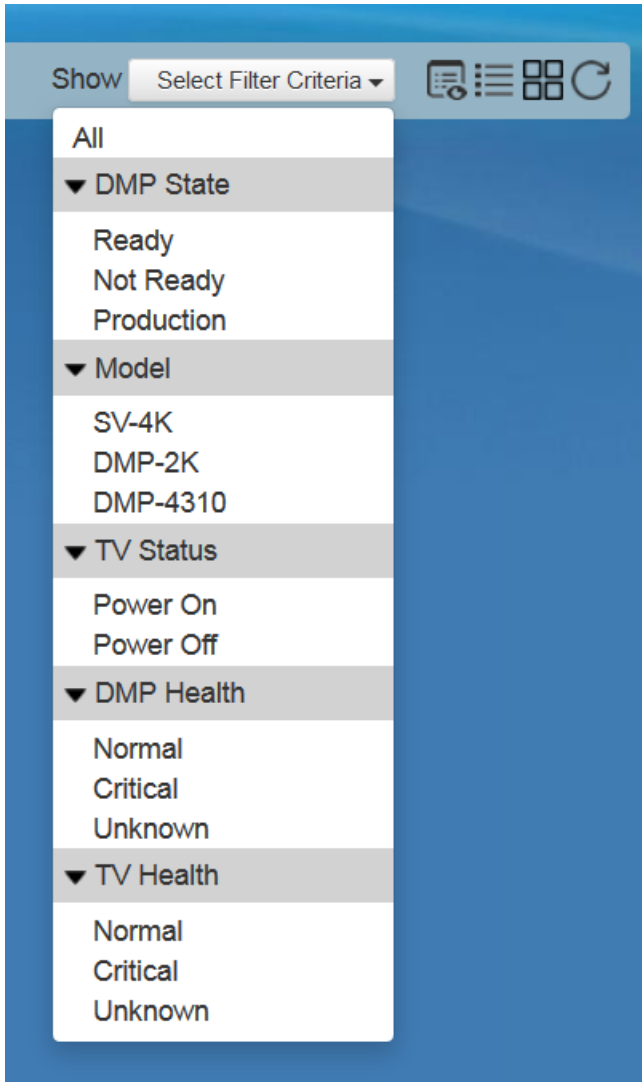 Show Select Filter Criteria
All
DMP State
Ready
Not Ready
Production
Model
SV-4K
DMP-2K
DMP-4310
TV Status
Power On
Power Off
DMP Health
Normal
Critical
Unknown
TV Health
Normal
Critical
Unknown